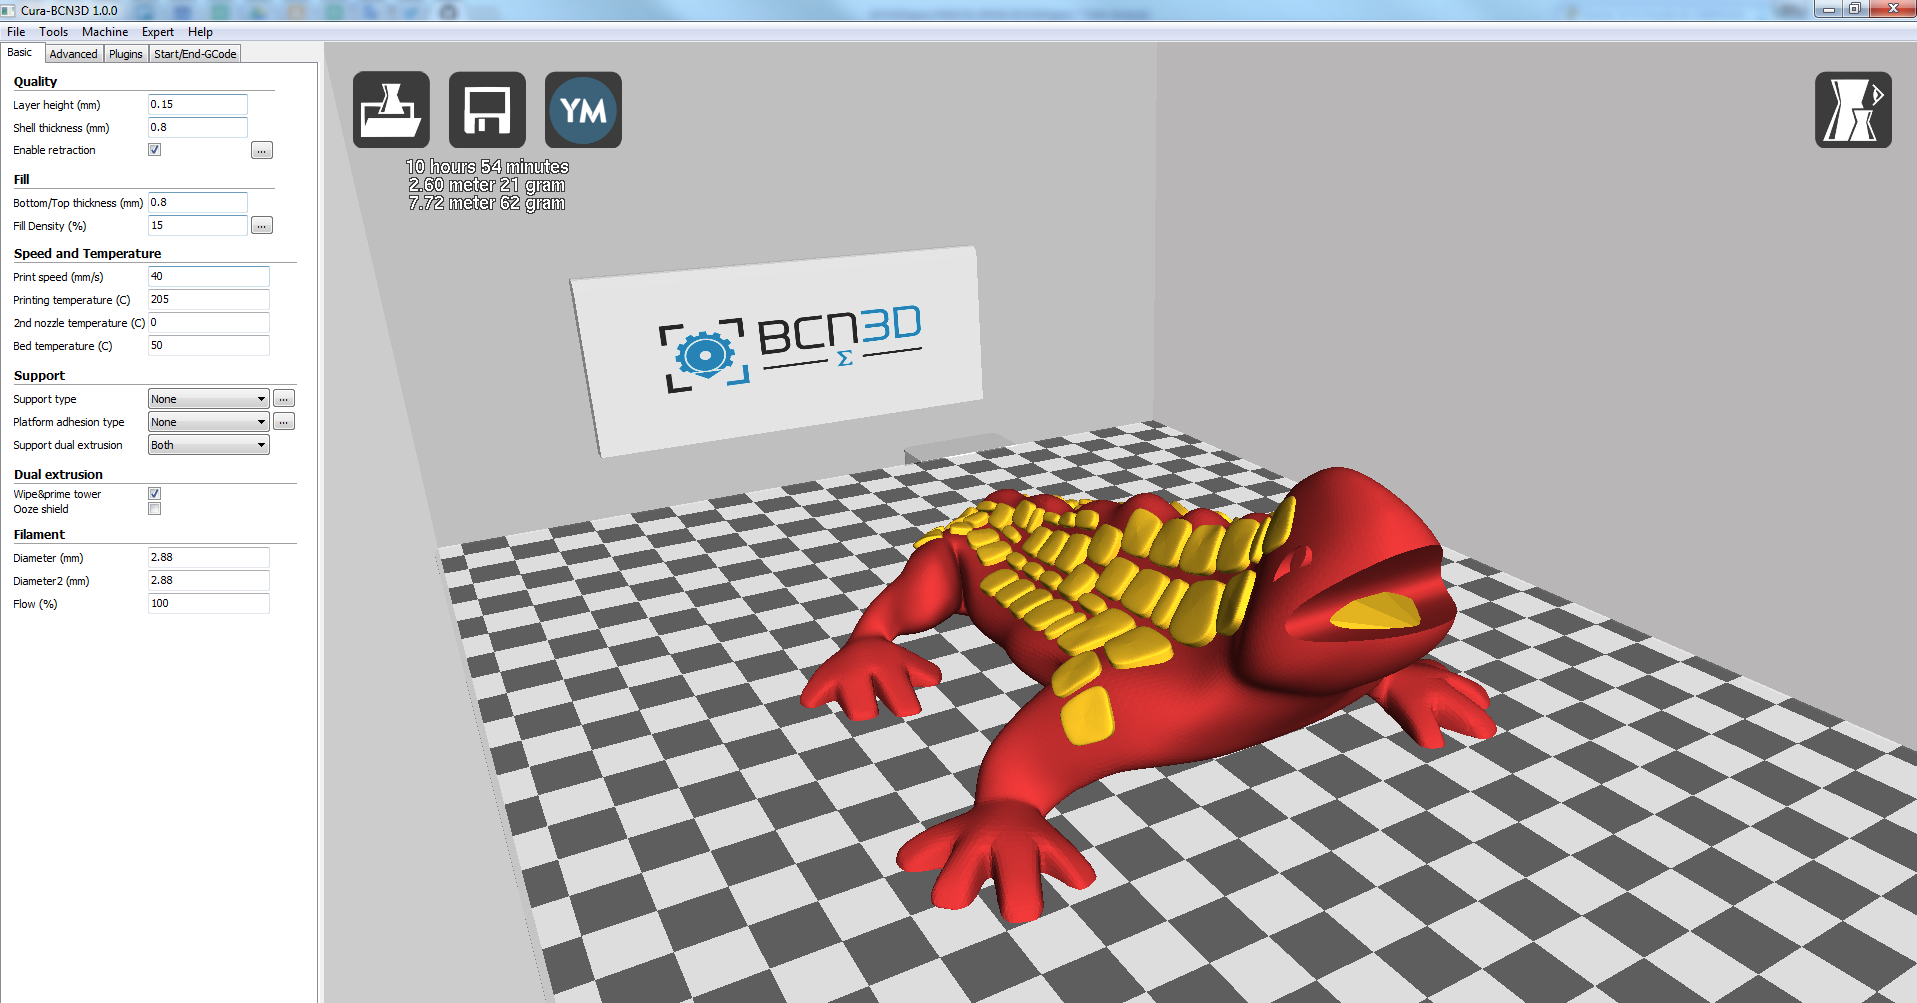 Cura-BCN3D 1.0.0
File Tools Machine Expert Help
Basic Advanced Plugins Start/End-GCode
Quality
Layer height (mm) 0.15
Shell thickness (mm) 0.8
Enable retraction ...
Fill
Bottom/Top thickness (mm) 0.8
Fill Density (%) 15 ...
Speed and Temperature
Print speed (mm/s) 40
Printing temperature (C) 205
2nd nozzle temperature (C) 0
Bed temperature (C) 50
Support
Support type None ...
Platform adhesion type None ...
Support dual extrusion Both
Dual extrusion
Wipe&prime tower
Ooze shield
Filament
Diameter (mm) 2.88
Diameter2 (mm) 2.88
Flow (%) 100
YM
10 hours 54 minutes
2.60 meter 21 gram
7.72 meter 62 gram
BCN3D
Σ